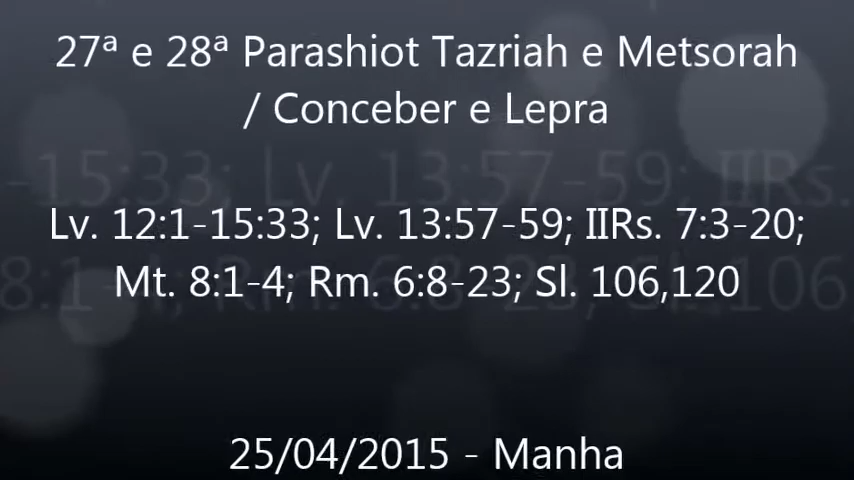 27ª e 28ª Parashiot Tazriah e Metsorah
/ Conceber e Lepra
Lv. 12:1-15:33; Lv. 13:57-59; IIRs. 7:3-20;
Mt. 8:1-4; Rm. 6:8-23; Sl. 106,120
25/04/2015 - Manha